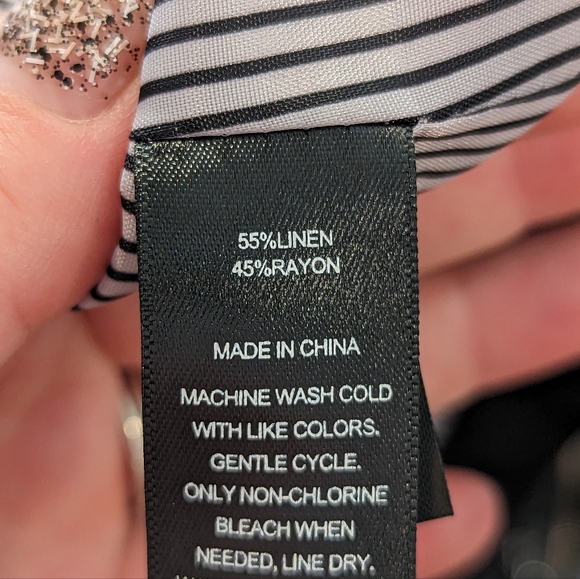 55%LINEN
45%RAYON
MADE IN CHINA
MACHINE WASH COLD
WITH LIKE COLORS.
GENTLE CYCLE.
ONLY NON-CHLORINE
BLEACH WHEN
NEEDED, LINE DRY.